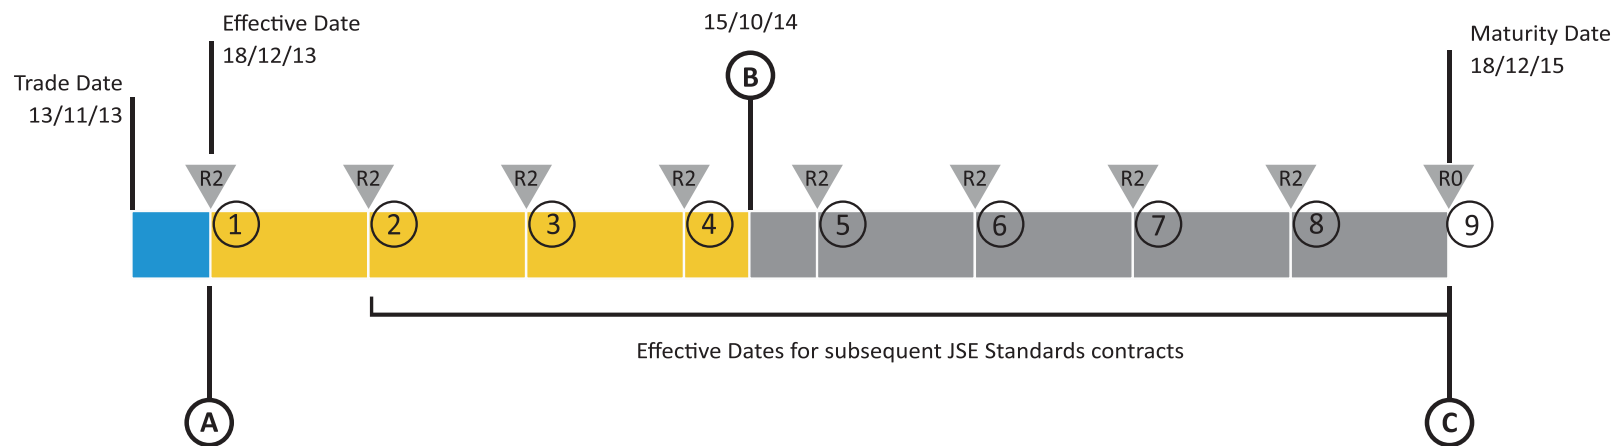 Effective Date
18/12/13
15/10/14
Maturity Date
18/12/15
Trade Date
13/11/13
B
R2 R2 R2 R2 R2 R2 R2 R2 R0
1 2 3 4 5 6 7 8 9
Effective Dates for subsequent JSE Standards contracts
A C